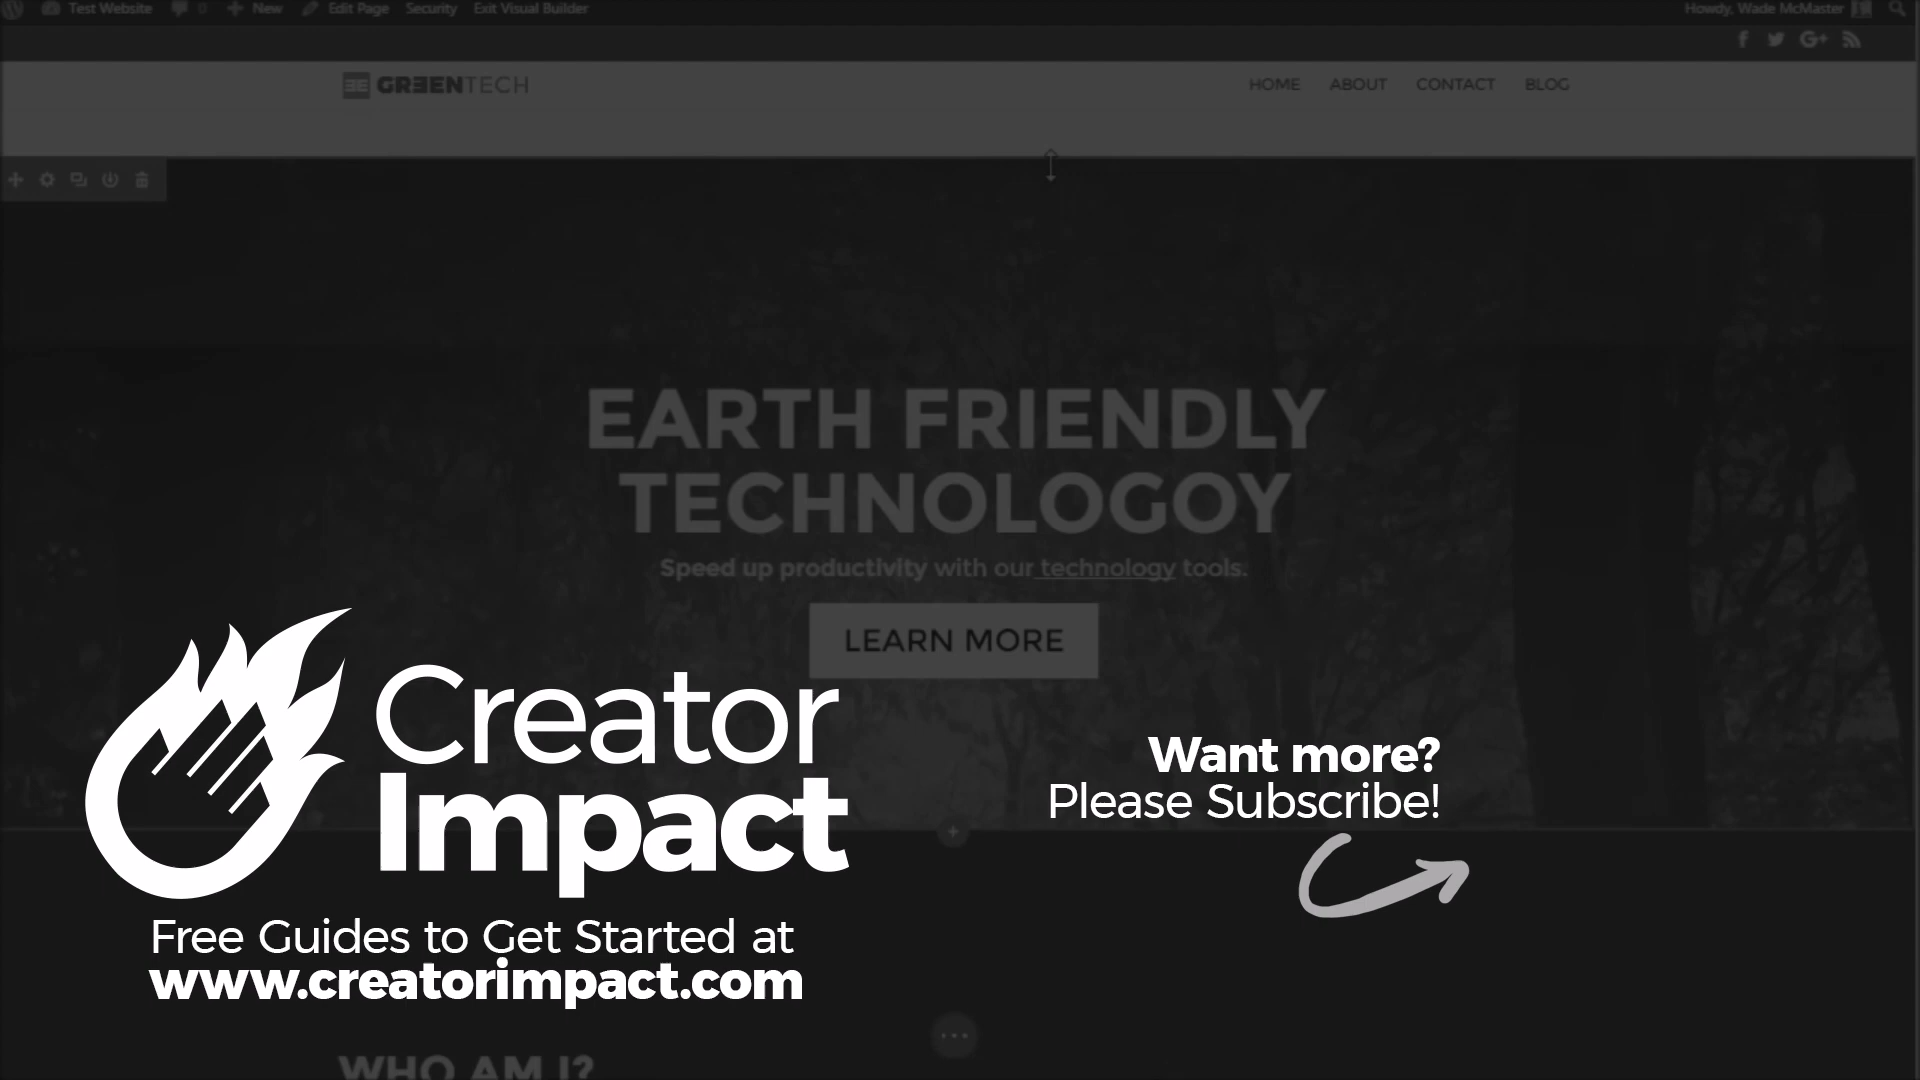 Test Website 0 New Edit Page Security Exit Visual Builder Howdy, Wade McMaster
G+
GREENTECH HOME ABOUT CONTACT BLOG
EARTH FRIENDLY
TECHNOLOGOY
Speed up productivity with our technology tools.
LEARN MORE
Creator
Impact
Want more?
Please Subscribe!
Free Guides to Get Started at
www.creatorimpact.com
WHO AM I?